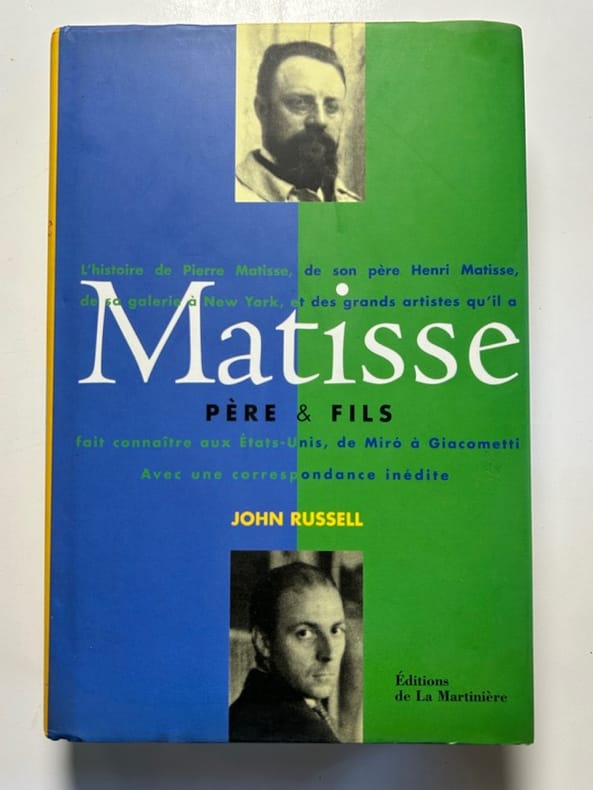 L'histoire de Pierre Matisse, de son père Henri Matisse,
de sa galerie à New York, et des grands artistes qu'il a
Matisse
PÈRE & FILS
fait connaître aux États-Unis, de Miró à Giacometti
Avec une correspondance inédite
JOHN RUSSELL
Éditions
de La Martinière